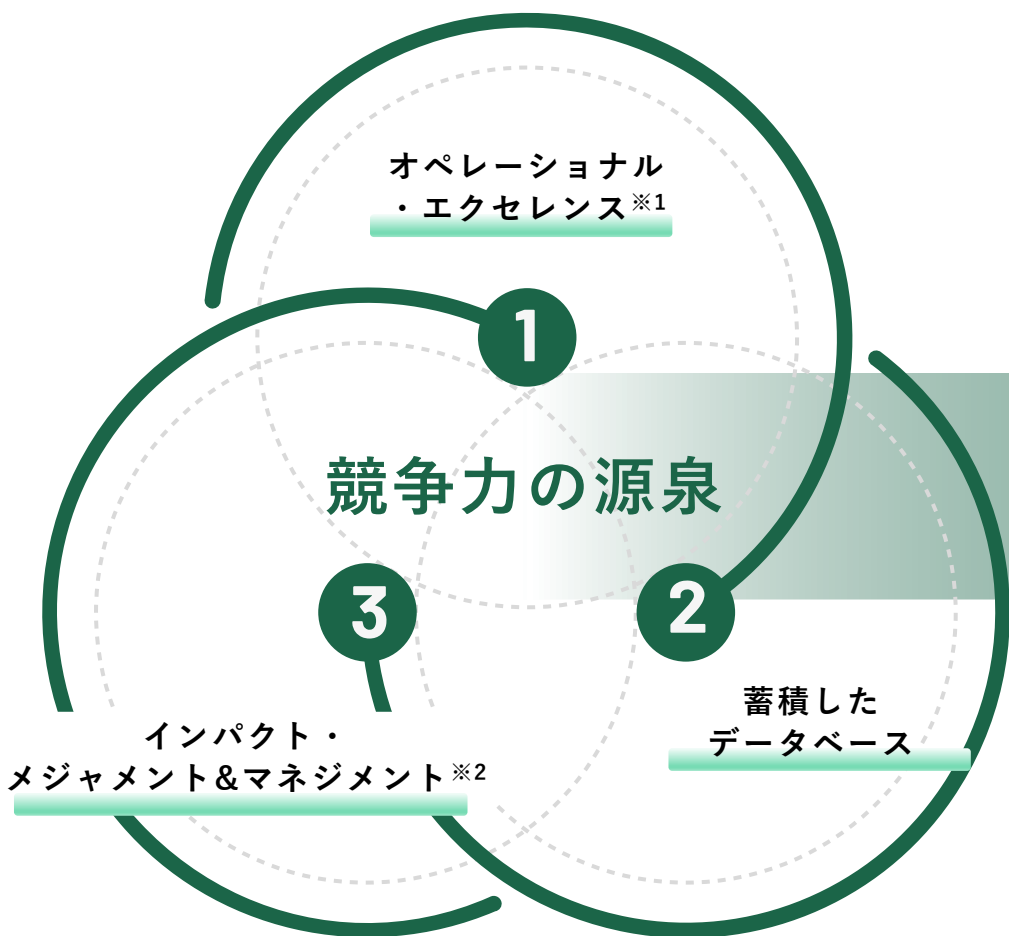 オペレーショナル
・エクセレンス※1
1
競争力の源泉
3
2
蓄積した
データベース
インパクト・
メジャメント&マネジメント※2